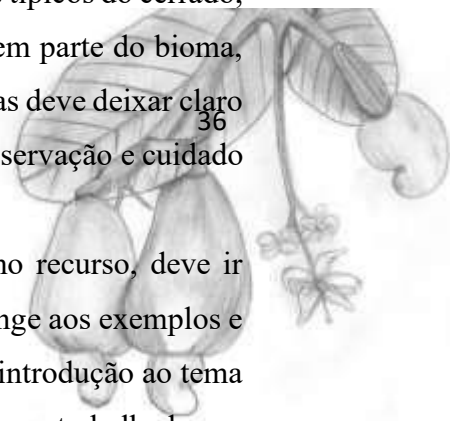 típicos do cerrado,
em parte do bioma,
as deve deixar claro
36
servação e cuidado
no recurso, deve ir
nge aos exemplos e
introdução ao tema